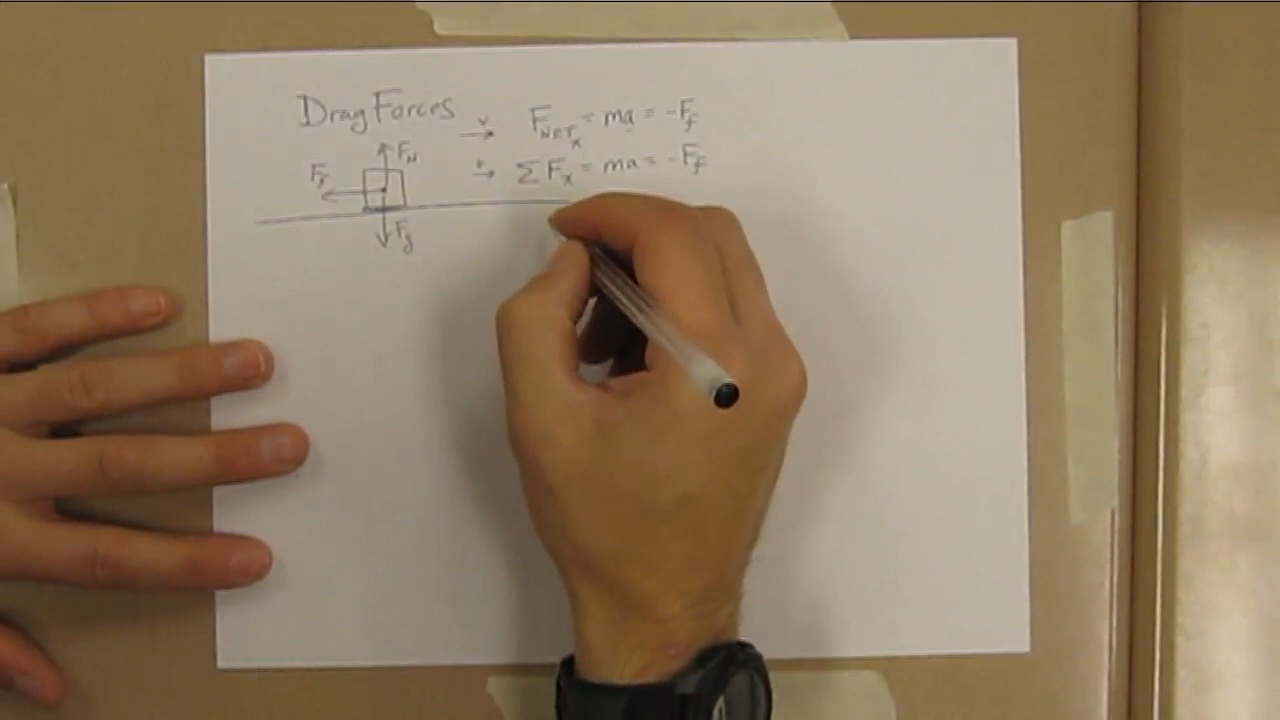 Drag Forces
v
F_NET_x = ma = -F_f
+
ΣF_x = ma = -F_f
F_N
F_f
F_g